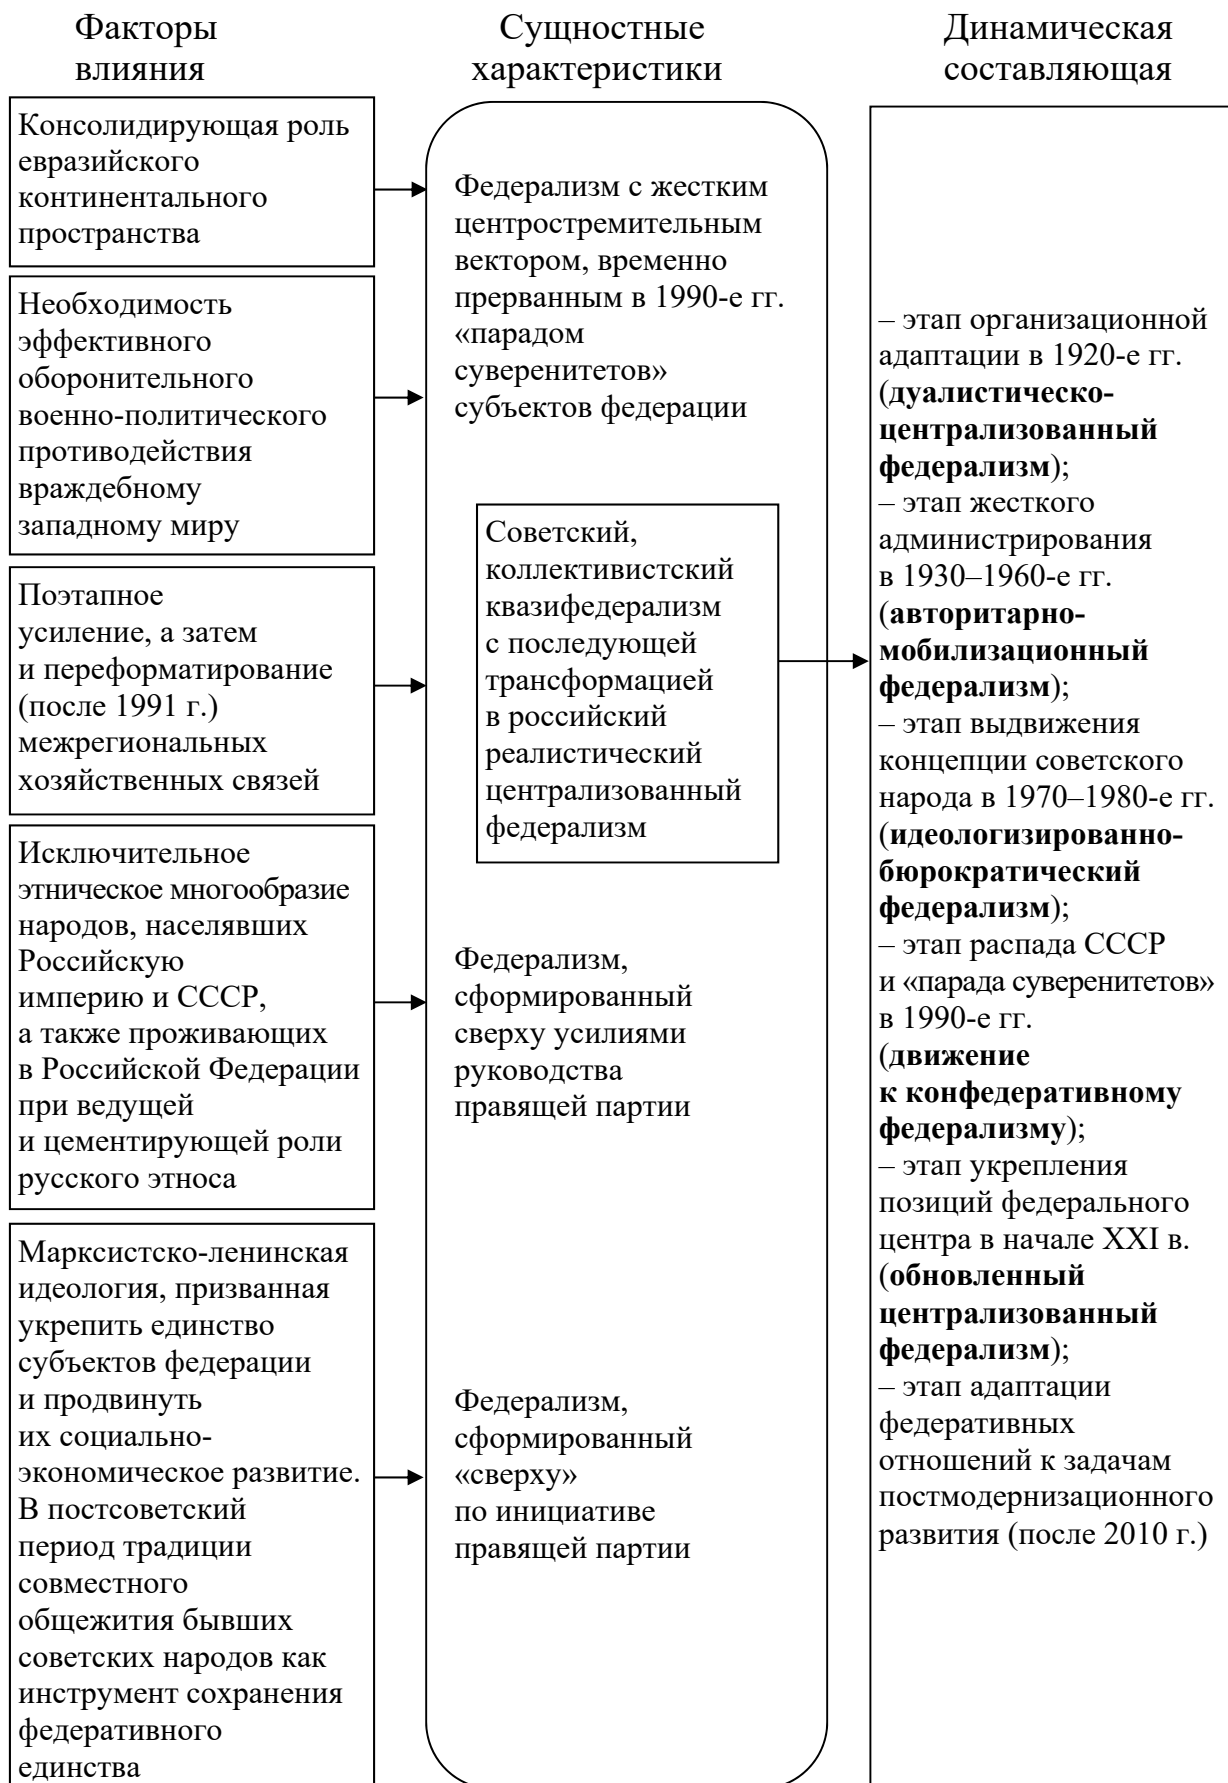 Факторы
влияния
Сущностные
характеристики
Динамическая
составляющая
Консолидирующая роль
евразийского
континентального
пространства
Необходимость
эффективного
оборонительного
военно-политического
противодействия
враждебному
западному миру
Поэтапное
усиление, а затем
и переформатирование
(после 1991 г.)
межрегиональных
хозяйственных связей
Исключительное
этническое многообразие
народов, населявших
Российскую
империю и СССР,
а также проживающих
в Российской Федерации
при ведущей
и цементирующей роли
русского этноса
Марксистско-ленинская
идеология, призванная
укрепить единство
субъектов федерации
и продвинуть
их социально-
экономическое развитие.
В постсоветский
период традиции
совместного
общежития бывших
советских народов как
инструмент сохранения
федеративного
единства
Федерализм с жестким
центростремительным
вектором, временно
прерванным в 1990-е гг.
«парадом
суверенитетов»
субъектов федерации
Советский,
коллективистский
квазифедерализм
с последующей
трансформацией
в российский
реалистический
централизованный
федерализм
Федерализм,
сформированный
сверху усилиями
руководства
правящей партии
Федерализм,
сформированный
«сверху»
по инициативе
правящей партии
– этап организационной
адаптации в 1920-е гг.
(дуалистическо-
централизованный
федерализм);
– этап жесткого
администрирования
в 1930–1960-е гг.
(авторитарно-
мобилизационный
федерализм);
– этап выдвижения
концепции советского
народа в 1970–1980-е гг.
(идеологизированно-
бюрократический
федерализм);
– этап распада СССР
и «парада суверенитетов»
в 1990-е гг.
(движение
к конфедеративному
федерализму);
– этап укрепления
позиций федерального
центра в начале XXI в.
(обновленный
централизованный
федерализм);
– этап адаптации
федеративных
отношений к задачам
постмодернизационного
развития (после 2010 г.)